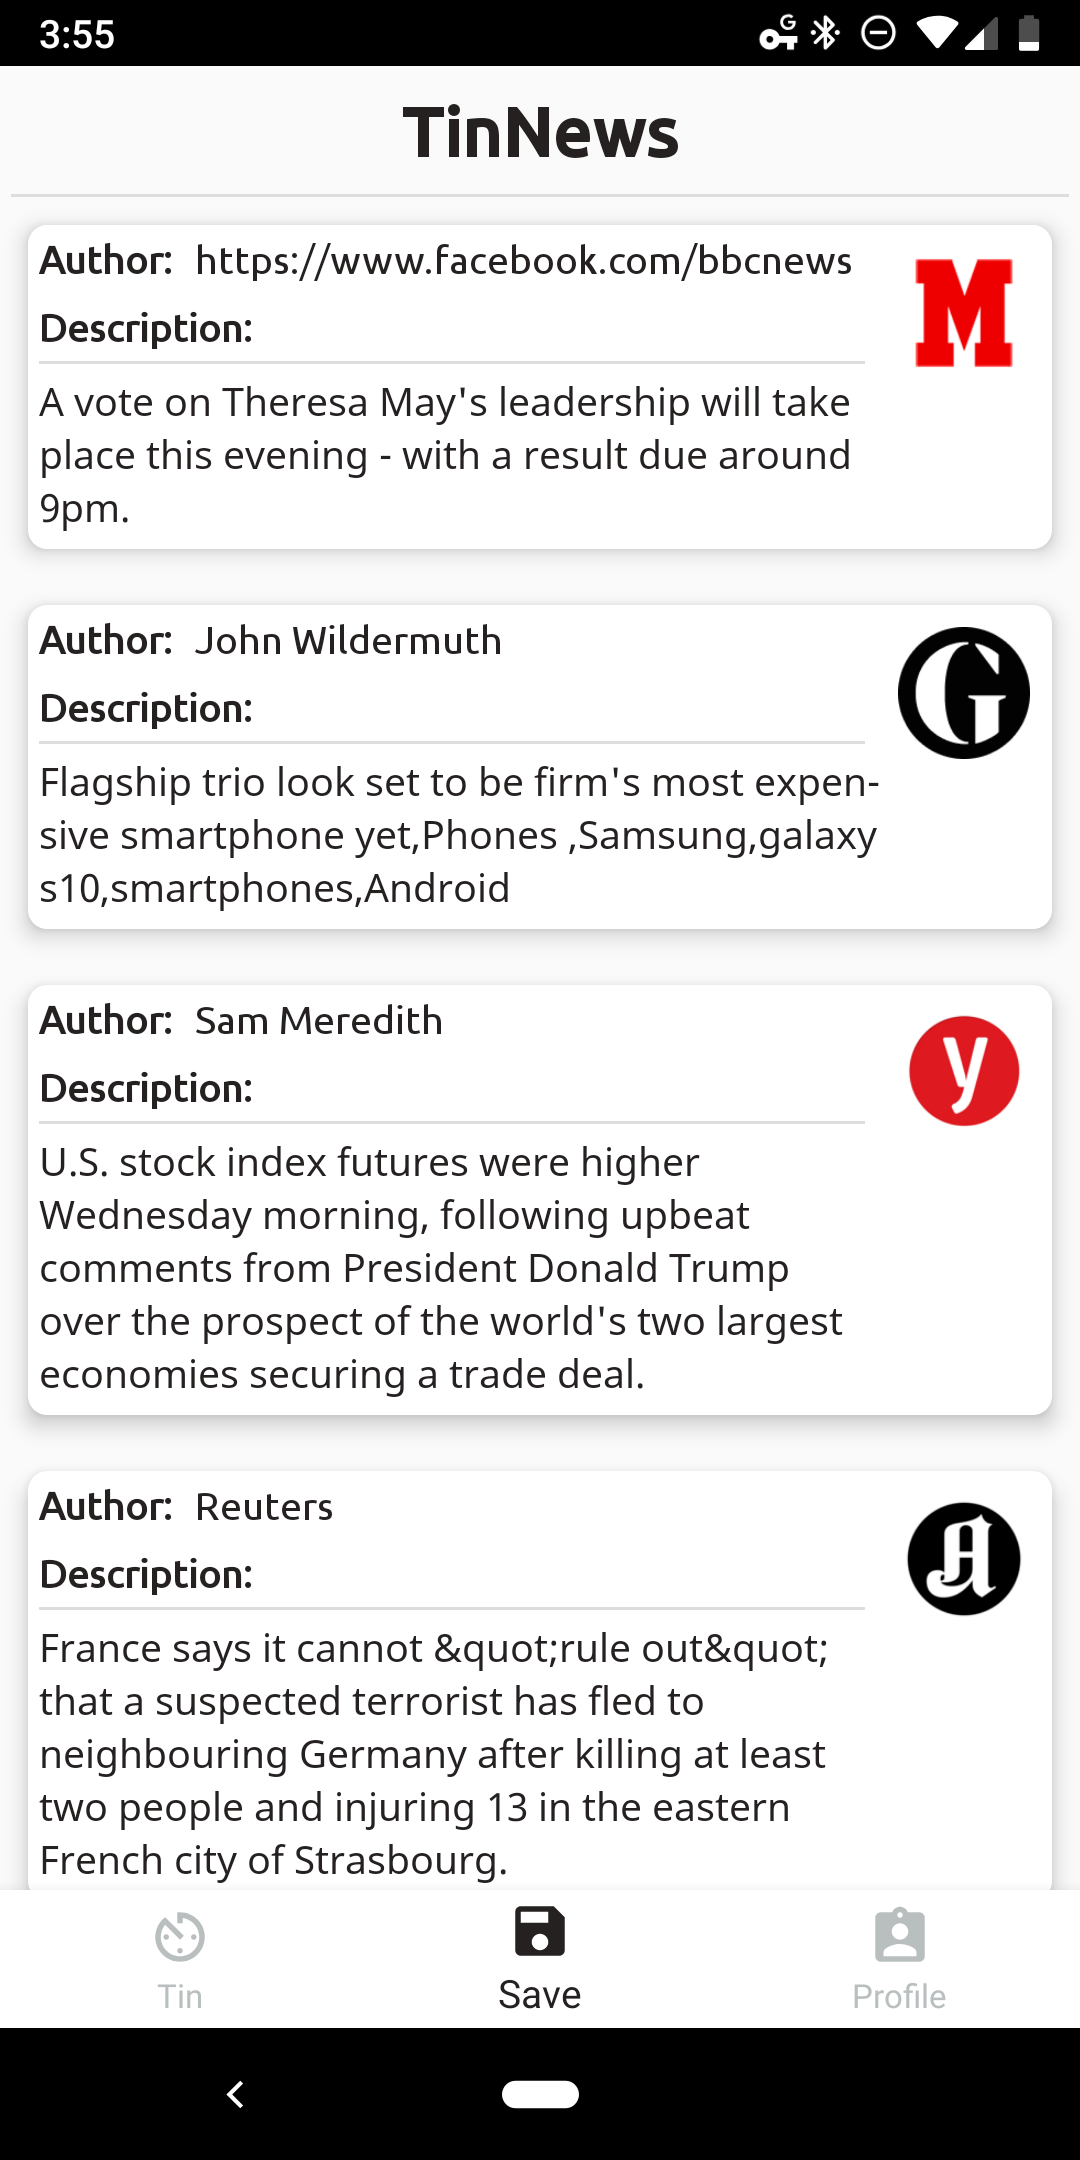 3:55
G
TinNews
Author: https://www.facebook.com/bbcnews
M
Description:
A vote on Theresa May's leadership will take
place this evening - with a result due around
9pm.
Author: John Wildermuth
G
Description:
Flagship trio look set to be firm's most expen-
sive smartphone yet,Phones ,Samsung,galaxy
s10,smartphones,Android
Author: Sam Meredith
y
Description:
U.S. stock index futures were higher
Wednesday morning, following upbeat
comments from President Donald Trump
over the prospect of the world's two largest
economies securing a trade deal.
Author: Reuters
A
Description:
France says it cannot &quot;rule out&quot;
that a suspected terrorist has fled to
neighbouring Germany after killing at least
two people and injuring 13 in the eastern
French city of Strasbourg.
Tin
Save
Profile